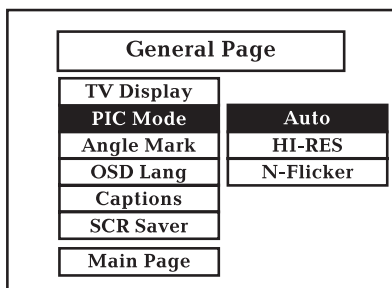 General Page
TV Display
PIC Mode Auto
Angle Mark HI-RES
OSD Lang N-Flicker
Captions
SCR Saver
Main Page